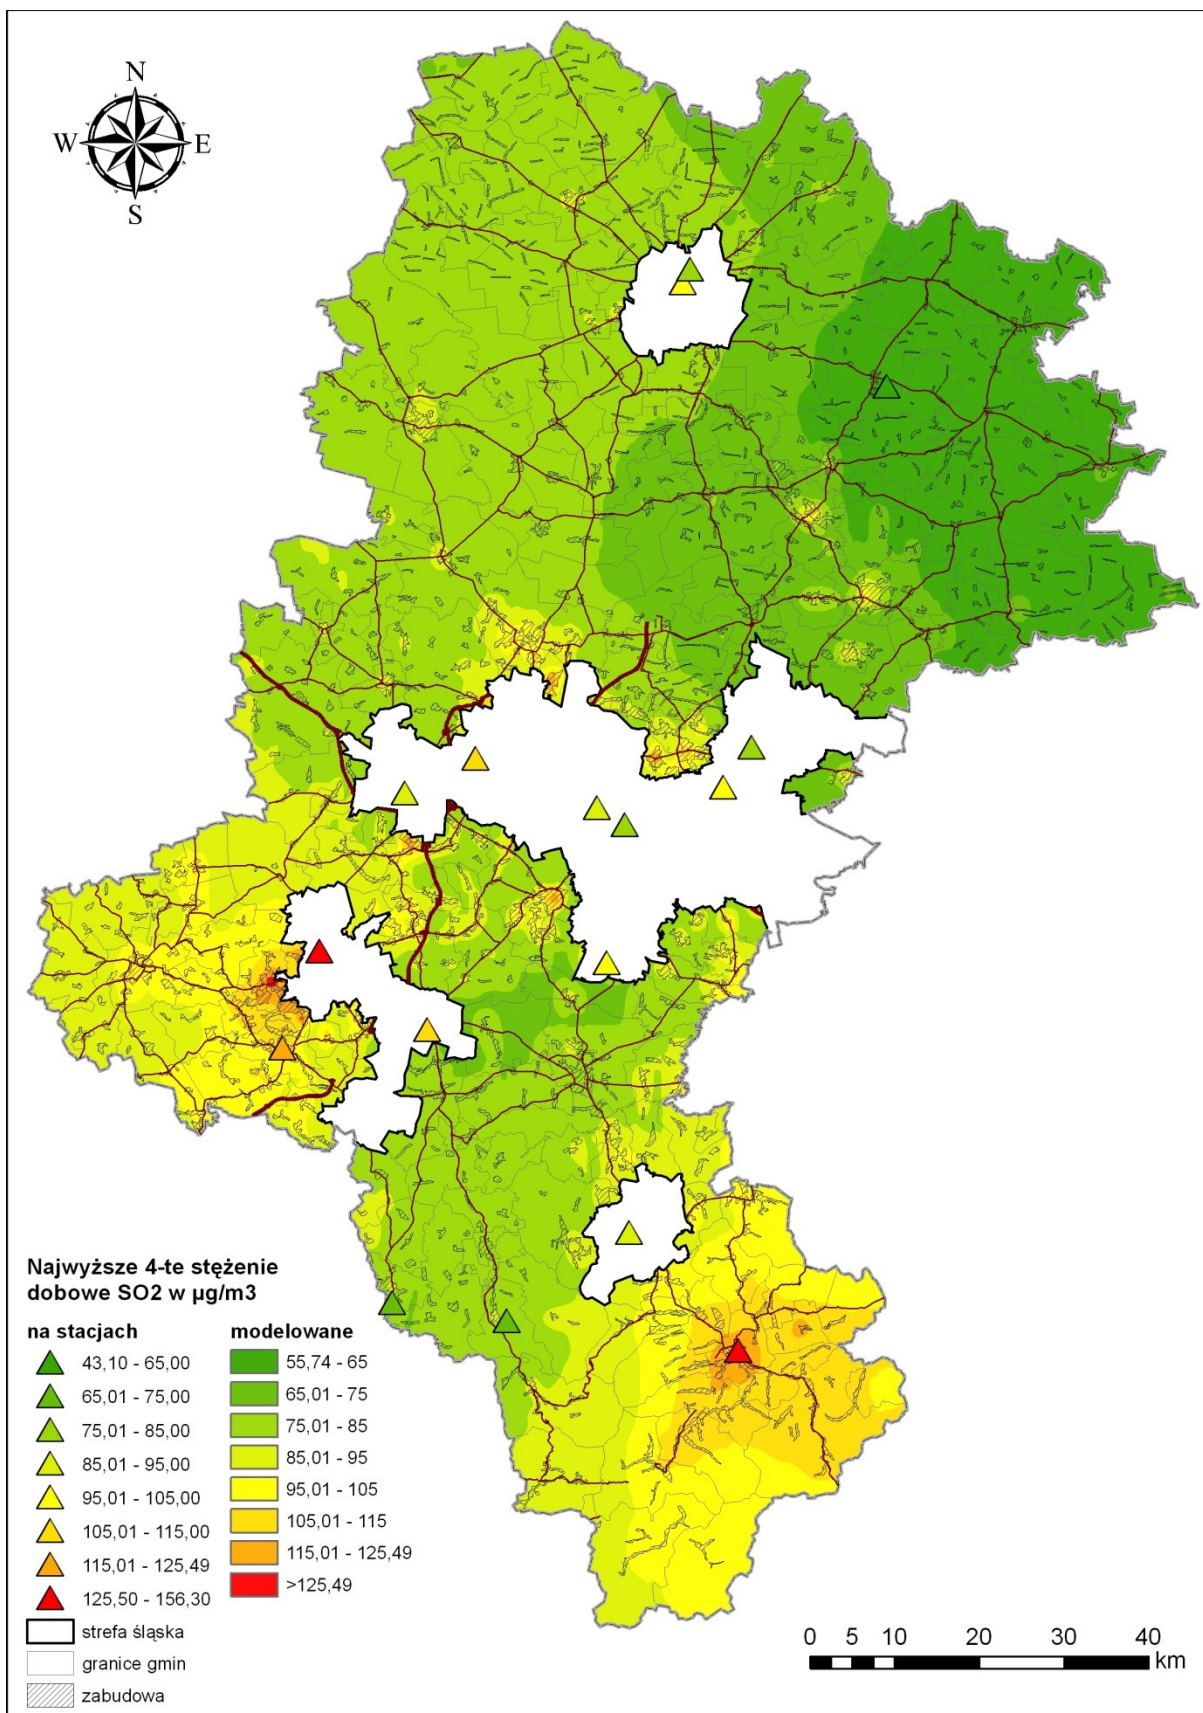 N
W E
S
Najwyższe 4-te stężenie
dobowe SO2 w µg/m3
na stacjach
43,10 - 65,00
65,01 - 75,00
75,01 - 85,00
85,01 - 95,00
95,01 - 105,00
105,01 - 115,00
115,01 - 125,49
125,50 - 156,30
strefa śląska
granice gmin
zabudowa
modelowane
55,74 - 65
65,01 - 75
75,01 - 85
85,01 - 95
95,01 - 105
105,01 - 115
115,01 - 125,49
>125,49
0 5 10 20 30 40
km